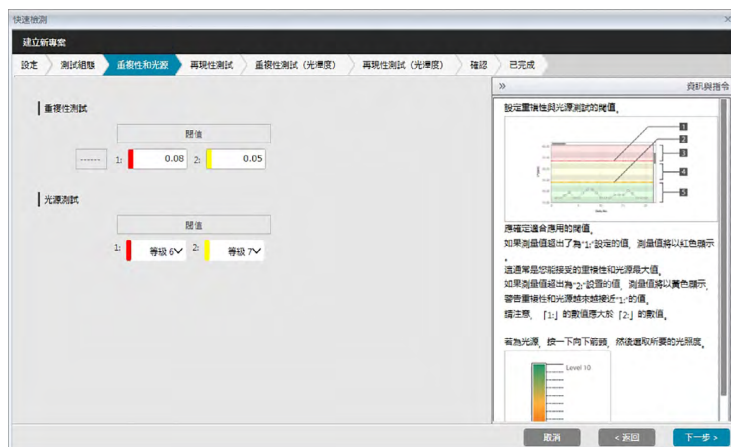 快速檢測
建立新專案
設定 測試組態 重複性和光源 再現性測試 重複性測試（光澤度） 再現性測試（光澤度） 確認 已完成
資訊與指令
重複性測試
閾值
------ 1: 0.08 2: 0.05
光源測試
閾值
1: 等級 6 2: 等級 7
設定重複性與光源測試的閾值。
1
2
3
4
5
應確定適合應用的閾值。
如果測量值超出了為"1:"設定的值，測量值將以紅色顯示
。
這通常是您能接受的重複性和光源最大值。
如果測量值超出為"2:"設置的值，測量值將以黃色顯示，
警告重複性和光源越來越接近"1:"的值。
請注意，「1:」的數值應大於「2:」的數值。
若為光源，按一下向下箭頭，然後選取所要的光照度。
Level 10
取消 < 返回 下一步 >